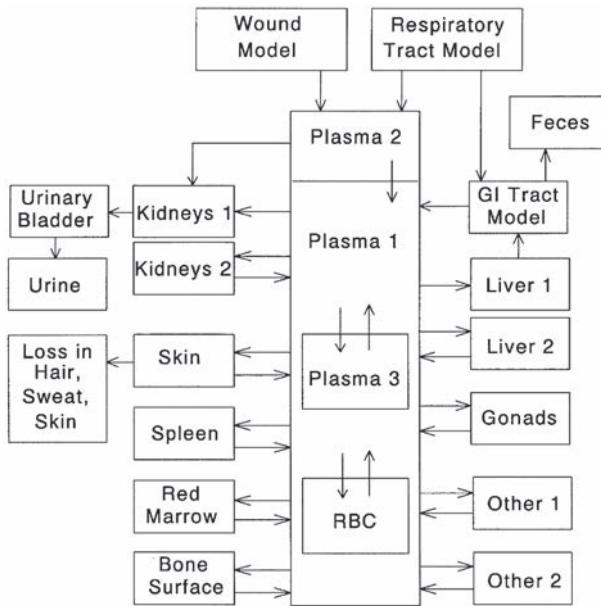 Wound
Model
Respiratory
Tract Model
Feces
Plasma 2
Urinary
Bladder
Kidneys 1
GI Tract
Model
Plasma 1
Urine
Kidneys 2
Liver 1
Loss in
Hair,
Sweat,
Skin
Skin
Plasma 3
Liver 2
Spleen
Gonads
Red
Marrow
RBC
Other 1
Bone
Surface
Other 2